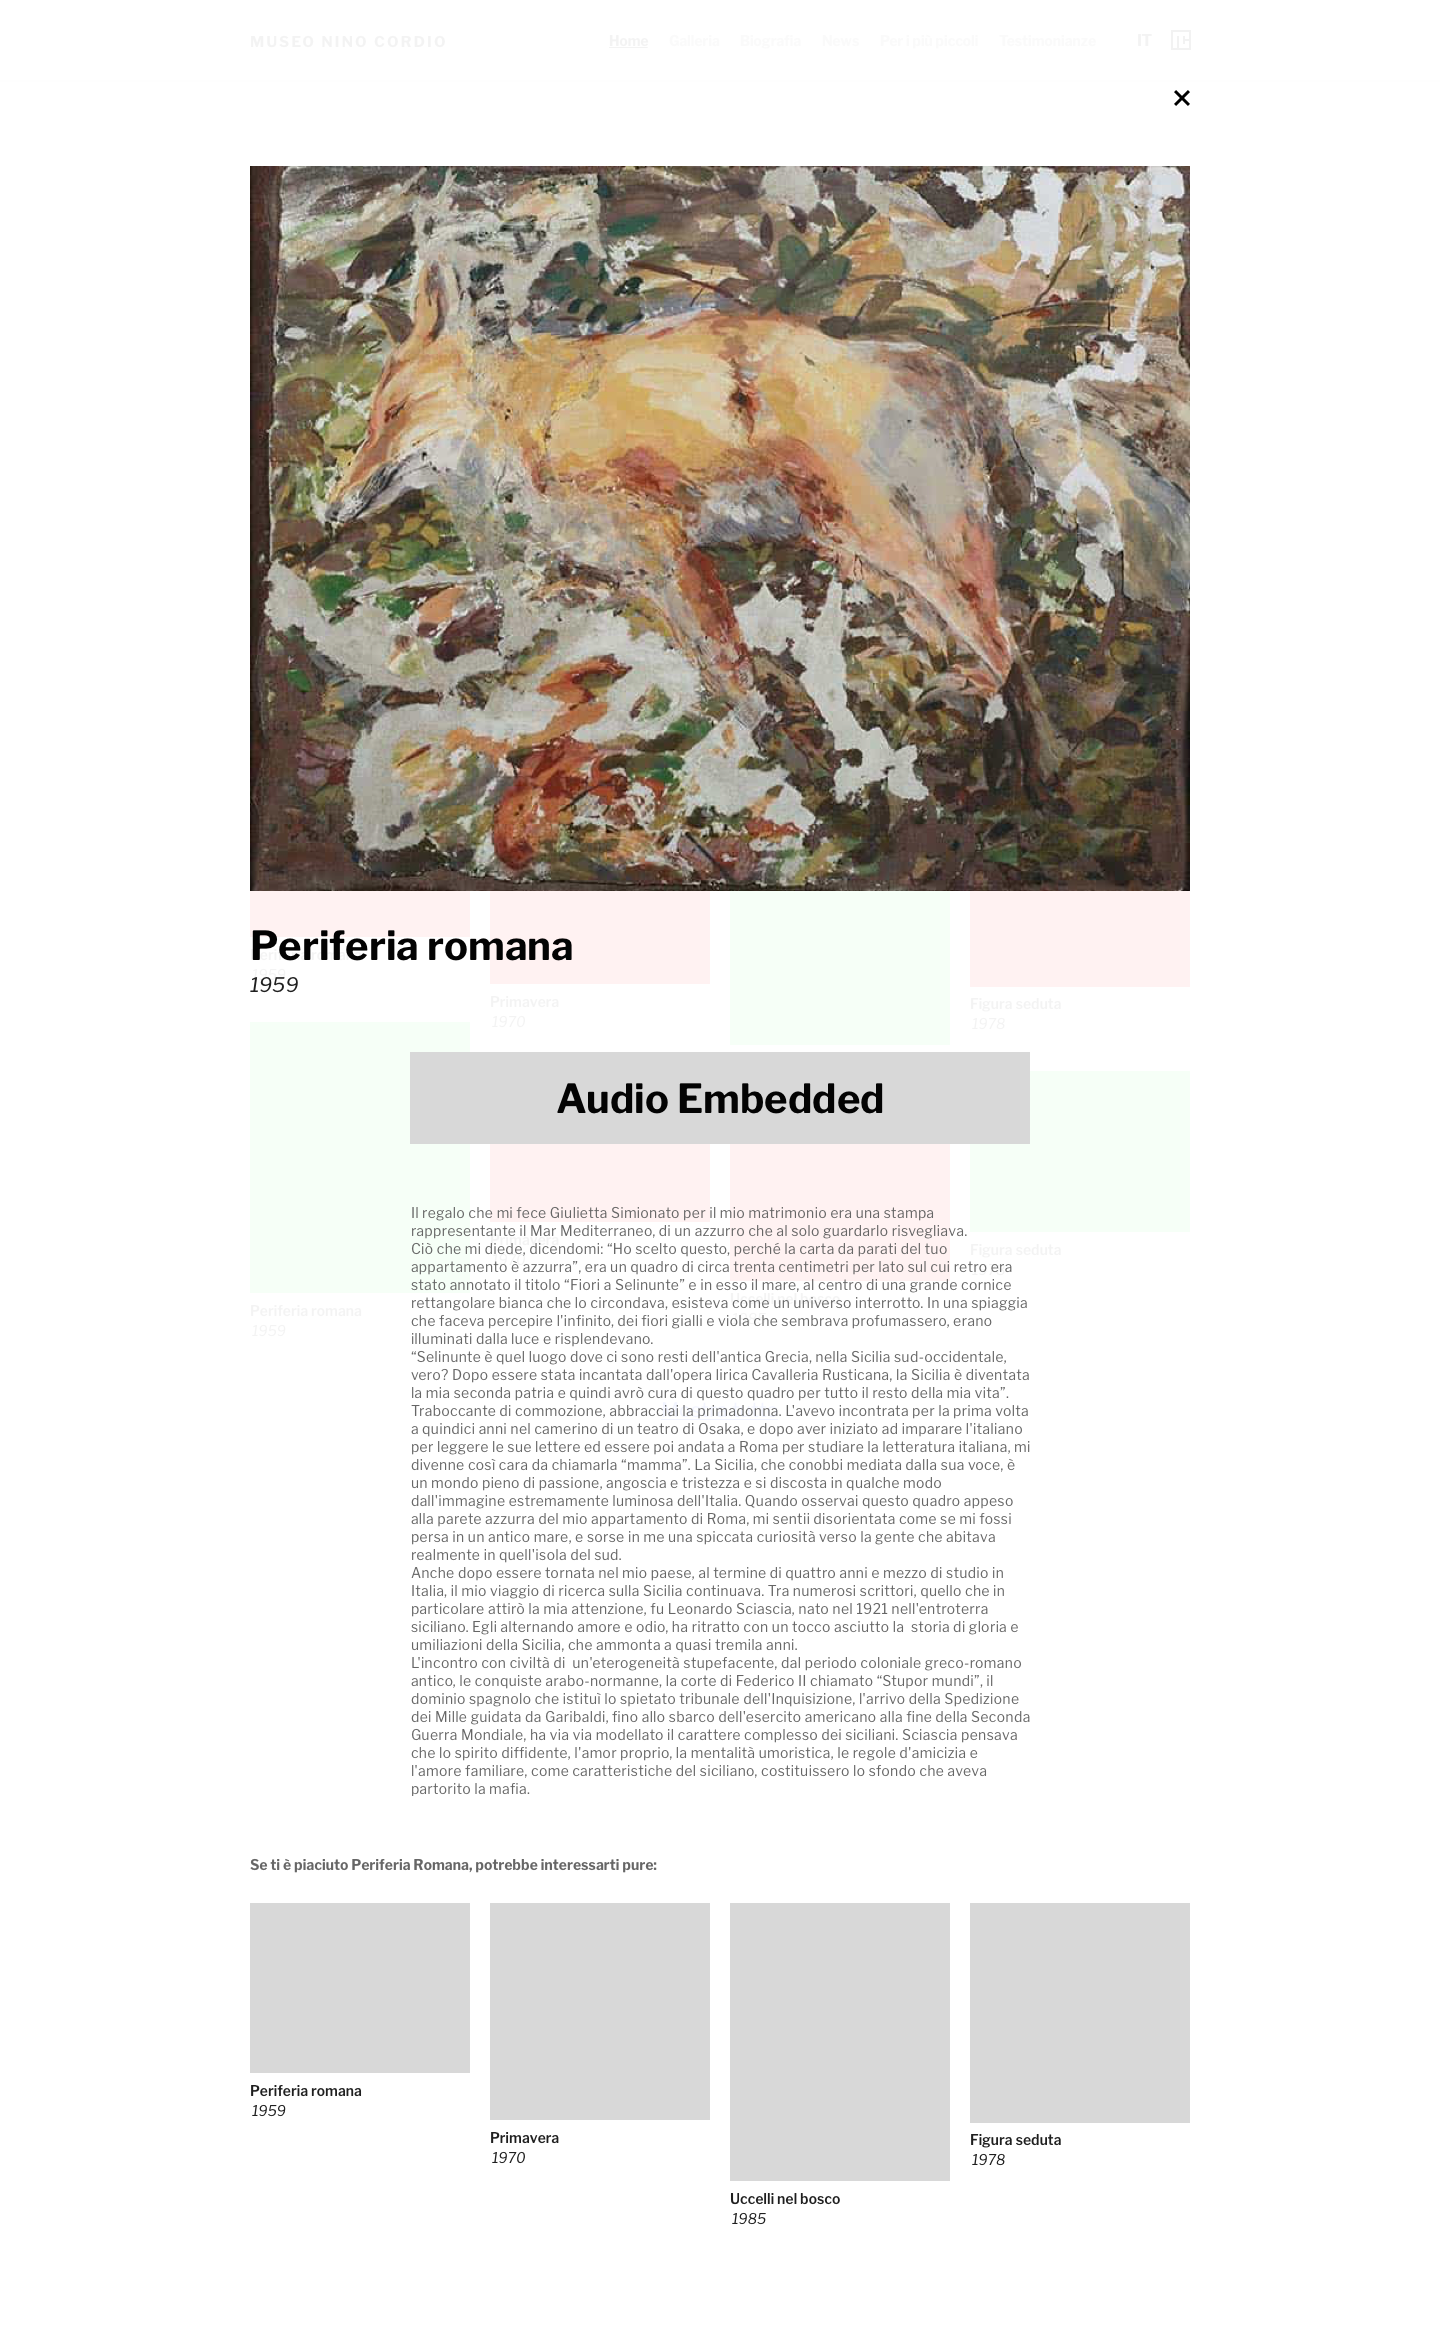 MUSEO NINO CORDIO
Home Galleria Biografia News Per i più piccoli Testimonianze IT
Periferia romana
1959
Primavera
1970
Figura seduta
1978
Audio Embedded
Figura seduta
Periferia romana
1959
Il regalo che mi fece Giulietta Simionato per il mio matrimonio era una stampa
rappresentante il Mar Mediterraneo, di un azzurro che al solo guardarlo risvegliava.
Ciò che mi diede, dicendomi: “Ho scelto questo, perché la carta da parati del tuo
appartamento è azzurra”, era un quadro di circa trenta centimetri per lato sul cui retro era
stato annotato il titolo “Fiori a Selinunte” e in esso il mare, al centro di una grande cornice
rettangolare bianca che lo circondava, esisteva come un universo interrotto. In una spiaggia
che faceva percepire l'infinito, dei fiori gialli e viola che sembrava profumassero, erano
illuminati dalla luce e risplendevano.
“Selinunte è quel luogo dove ci sono resti dell'antica Grecia, nella Sicilia sud-occidentale,
vero? Dopo essere stata incantata dall'opera lirica Cavalleria Rusticana, la Sicilia è diventata
la mia seconda patria e quindi avrò cura di questo quadro per tutto il resto della mia vita”.
Traboccante di commozione, abbracciai la primadonna. L'avevo incontrata per la prima volta
a quindici anni nel camerino di un teatro di Osaka, e dopo aver iniziato ad imparare l'italiano
per leggere le sue lettere ed essere poi andata a Roma per studiare la letteratura italiana, mi
divenne così cara da chiamarla “mamma”. La Sicilia, che conobbi mediata dalla sua voce, è
un mondo pieno di passione, angoscia e tristezza e si discosta in qualche modo
dall'immagine estremamente luminosa dell'Italia. Quando osservai questo quadro appeso
alla parete azzurra del mio appartamento di Roma, mi sentii disorientata come se mi fossi
persa in un antico mare, e sorse in me una spiccata curiosità verso la gente che abitava
realmente in quell'isola del sud.
Anche dopo essere tornata nel mio paese, al termine di quattro anni e mezzo di studio in
Italia, il mio viaggio di ricerca sulla Sicilia continuava. Tra numerosi scrittori, quello che in
particolare attirò la mia attenzione, fu Leonardo Sciascia, nato nel 1921 nell'entroterra
siciliano. Egli alternando amore e odio, ha ritratto con un tocco asciutto la  storia di gloria e
umiliazioni della Sicilia, che ammonta a quasi tremila anni.
L'incontro con civiltà di  un'eterogeneità stupefacente, dal periodo coloniale greco-romano
antico, le conquiste arabo-normanne, la corte di Federico II chiamato “Stupor mundi”, il
dominio spagnolo che istituì lo spietato tribunale dell'Inquisizione, l'arrivo della Spedizione
dei Mille guidata da Garibaldi, fino allo sbarco dell'esercito americano alla fine della Seconda
Guerra Mondiale, ha via via modellato il carattere complesso dei siciliani. Sciascia pensava
che lo spirito diffidente, l'amor proprio, la mentalità umoristica, le regole d'amicizia e
l'amore familiare, come caratteristiche del siciliano, costituissero lo sfondo che aveva
partorito la mafia.
Se ti è piaciuto Periferia Romana, potrebbe interessarti pure:
Periferia romana
1959
Primavera
1970
Uccelli nel bosco
1985
Figura seduta
1978